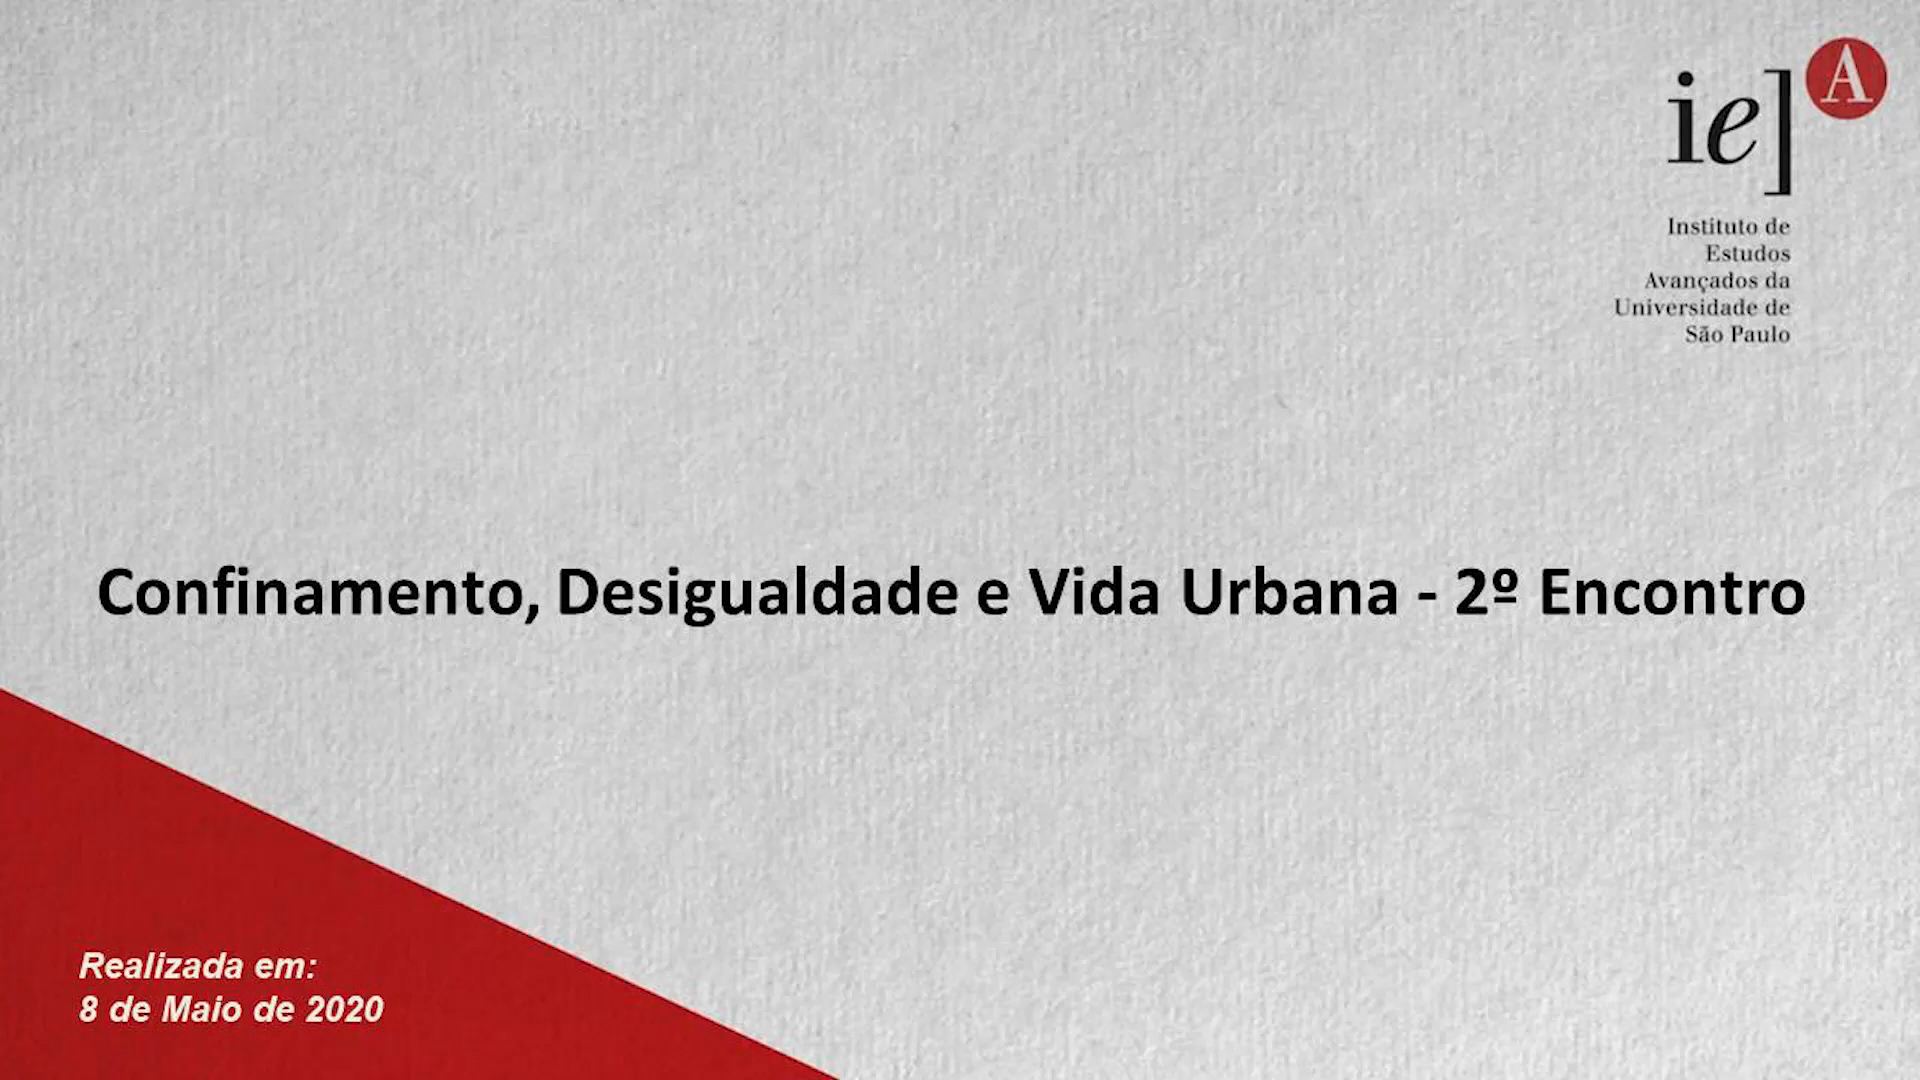 ie]A
Instituto de
Estudos
Avançados da
Universidade de
São Paulo
Confinamento, Desigualdade e Vida Urbana - 2º Encontro
Realizada em:
8 de Maio de 2020